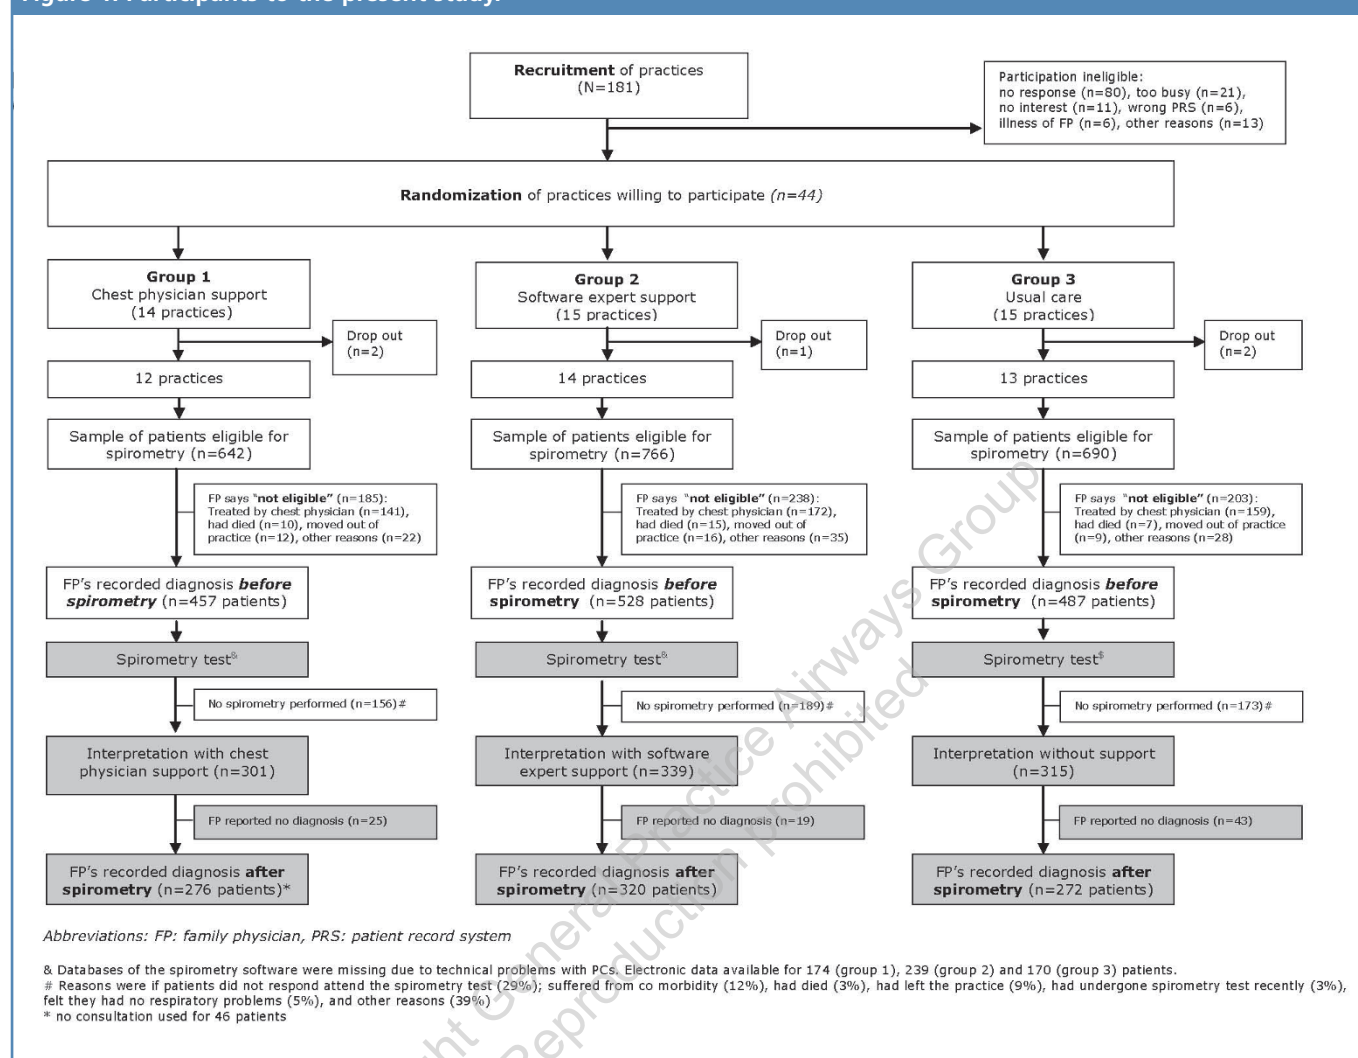 Figure 1. Participants to the present study.
Recruitment of practices
(N=181)
Participation ineligible:
no response (n=80), too busy (n=21),
no interest (n=11), wrong PRS (n=6),
illness of FP (n=6), other reasons (n=13)
Randomization of practices willing to participate (n=44)
Group 1
Chest physician support
(14 practices)
Group 2
Software expert support
(15 practices)
Group 3
Usual care
(15 practices)
Drop out
(n=2)
Drop out
(n=1)
Drop out
(n=2)
12 practices
14 practices
13 practices
Sample of patients eligible for
spirometry (n=642)
Sample of patients eligible for
spirometry (n=766)
Sample of patients eligible for
spirometry (n=690)
FP says "not eligible" (n=185):
Treated by chest physician (n=141),
had died (n=10), moved out of
practice (n=12), other reasons (n=22)
FP says "not eligible" (n=238):
Treated by chest physician (n=172),
had died (n=15), moved out of
practice (n=16), other reasons (n=35)
FP says "not eligible" (n=203):
Treated by chest physician (n=159),
had died (n=7), moved out of practice
(n=9), other reasons (n=28)
FP's recorded diagnosis before
spirometry (n=457 patients)
FP's recorded diagnosis before
spirometry (n=528 patients)
FP's recorded diagnosis before
spirometry (n=487 patients)
Spirometry test&
Spirometry test&
Spirometry test$
No spirometry performed (n=156)#
No spirometry performed (n=189)#
No spirometry performed (n=173)#
Interpretation with chest
physician support (n=301)
Interpretation with software
expert support (n=339)
Interpretation without support
(n=315)
FP reported no diagnosis (n=25)
FP reported no diagnosis (n=19)
FP reported no diagnosis (n=43)
FP's recorded diagnosis after
spirometry (n=276 patients)*
FP's recorded diagnosis after
spirometry (n=320 patients)
FP's recorded diagnosis after
spirometry (n=272 patients)
Abbreviations: FP: family physician, PRS: patient record system
& Databases of the spirometry software were missing due to technical problems with PCs. Electronic data available for 174 (group 1), 239 (group 2) and 170 (group 3) patients.
# Reasons were if patients did not respond attend the spirometry test (29%); suffered from co morbidity (12%), had died (3%), had left the practice (9%), had undergone spirometry test recently (3%),
felt they had no respiratory problems (5%), and other reasons (39%)
* no consultation used for 46 patients
General Practice Airways Group
Reproduction prohibited